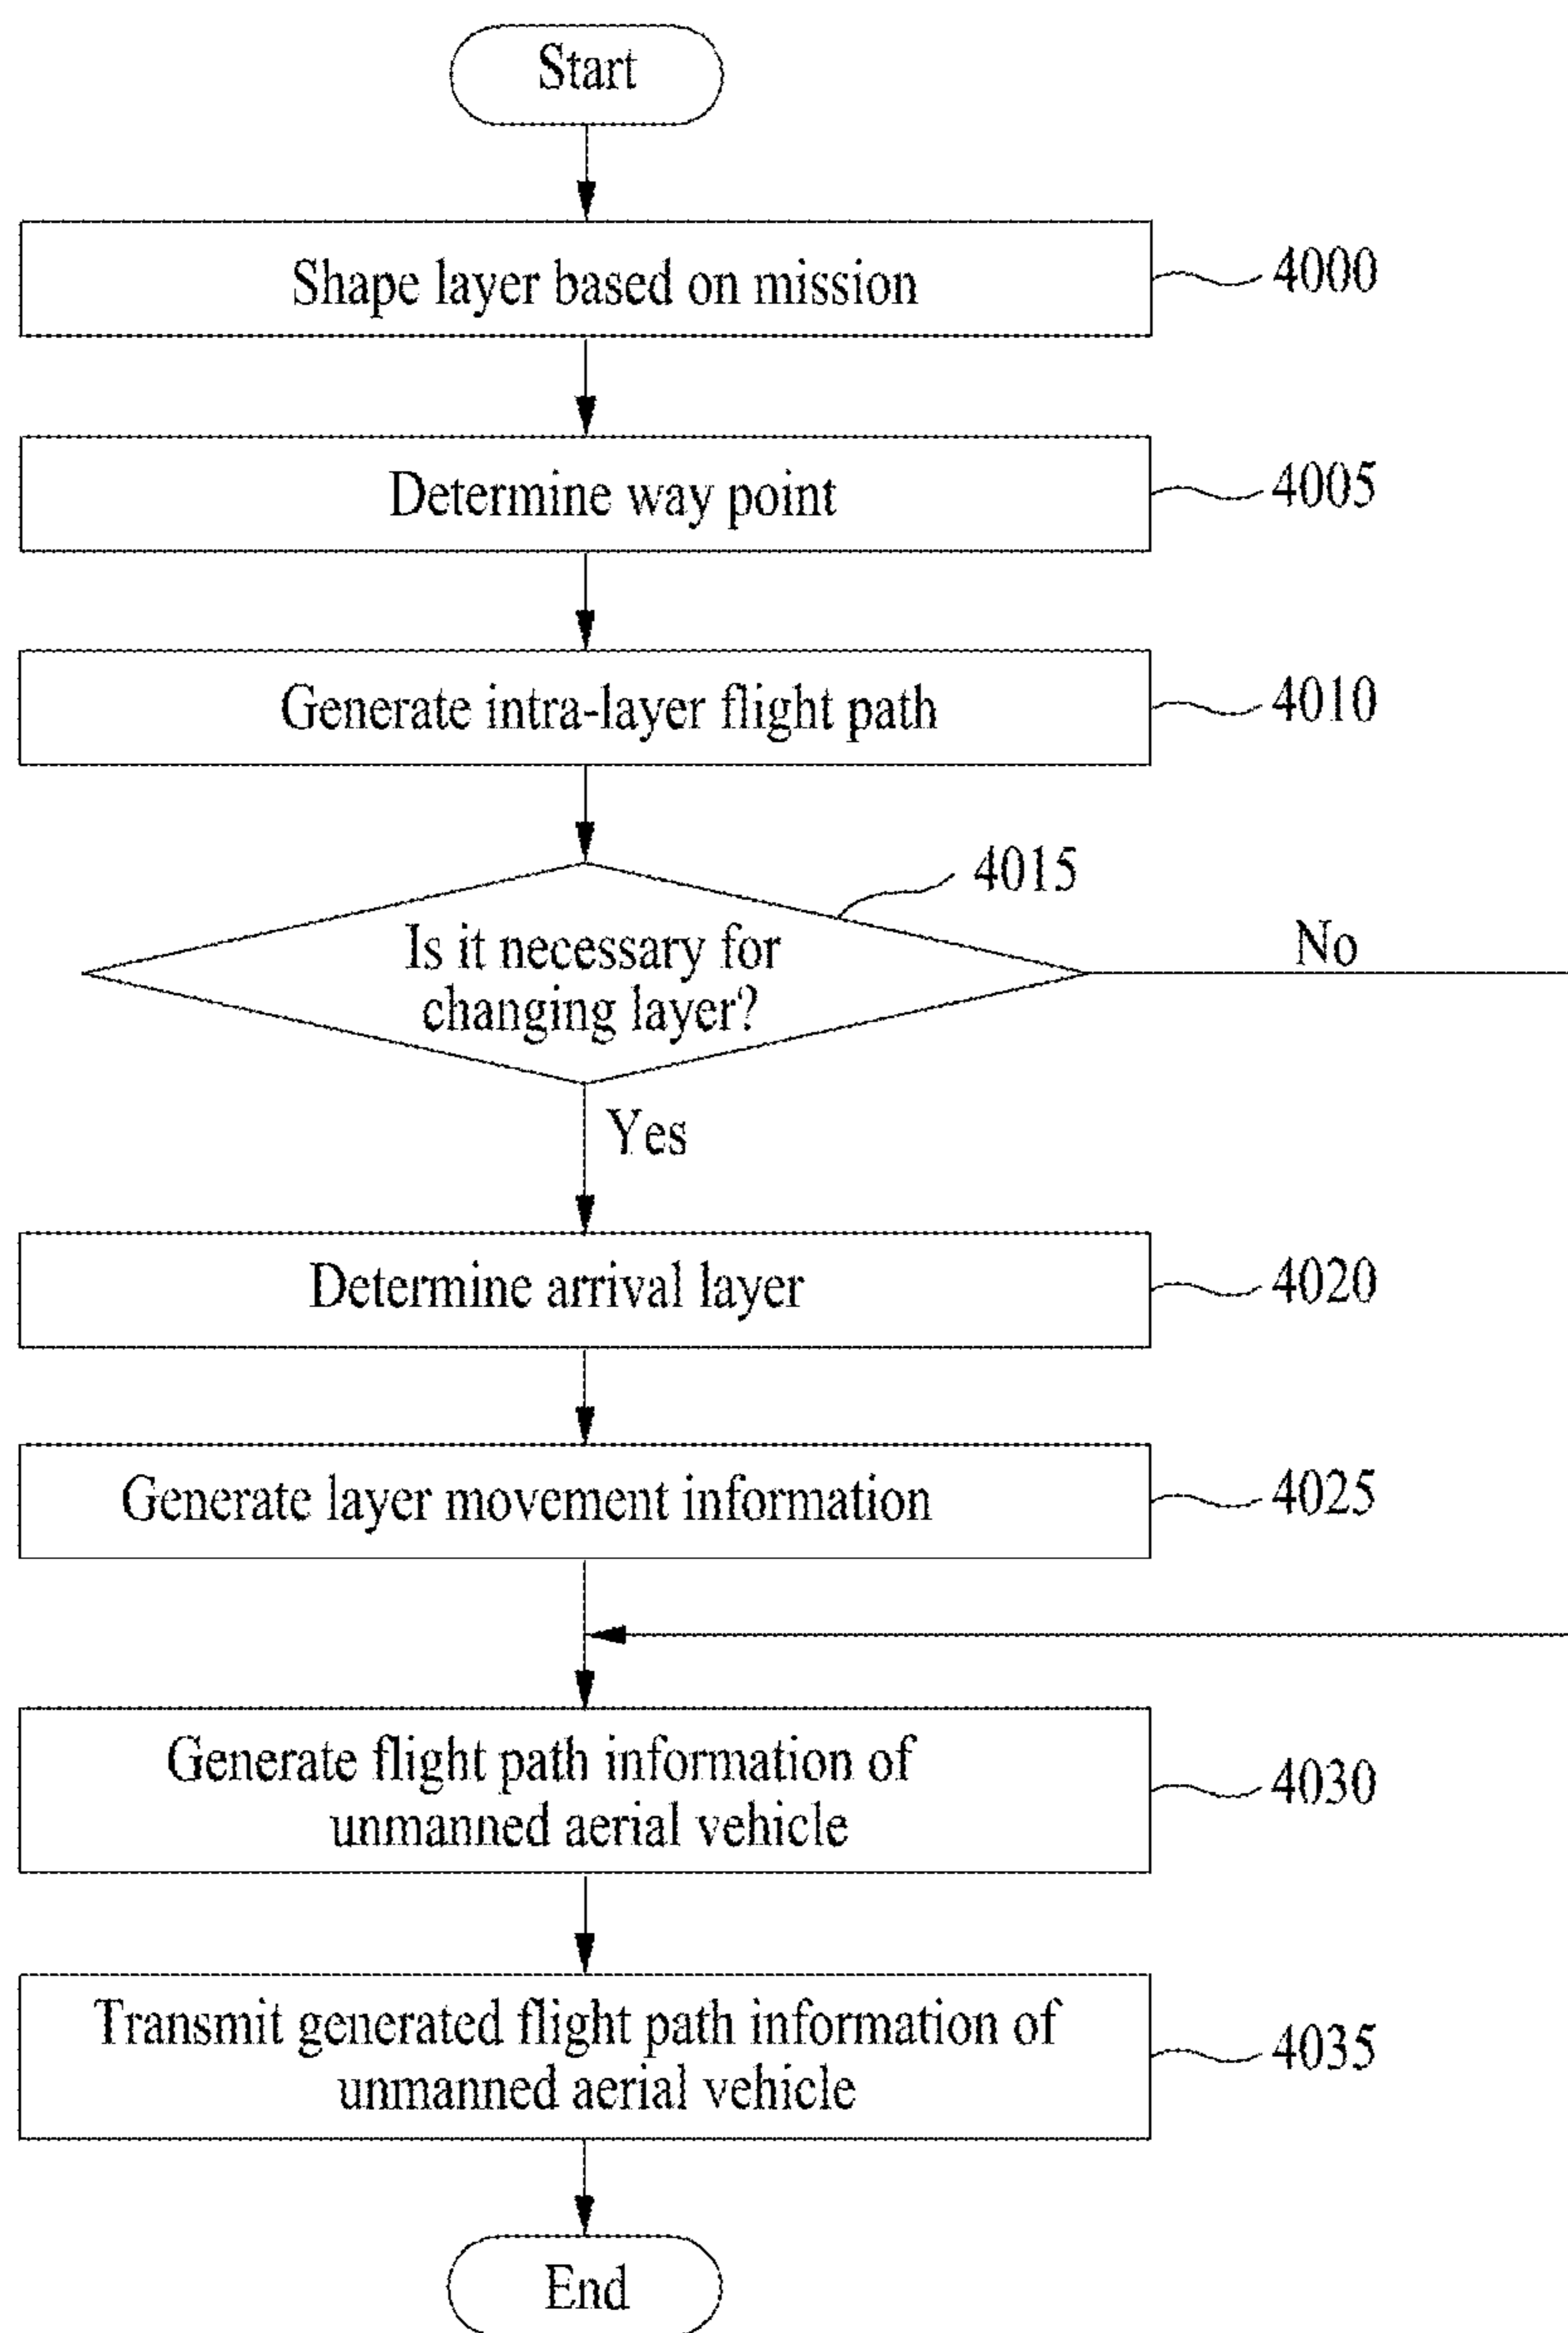 Start
Shape layer based on mission
4000
Determine way point
4005
Generate intra-layer flight path
4010
4015
Is it necessary for
changing layer?
No
Yes
Determine arrival layer
4020
Generate layer movement information
4025
Generate flight path information of
unmanned aerial vehicle
4030
Transmit generated flight path information of
unmanned aerial vehicle
4035
End